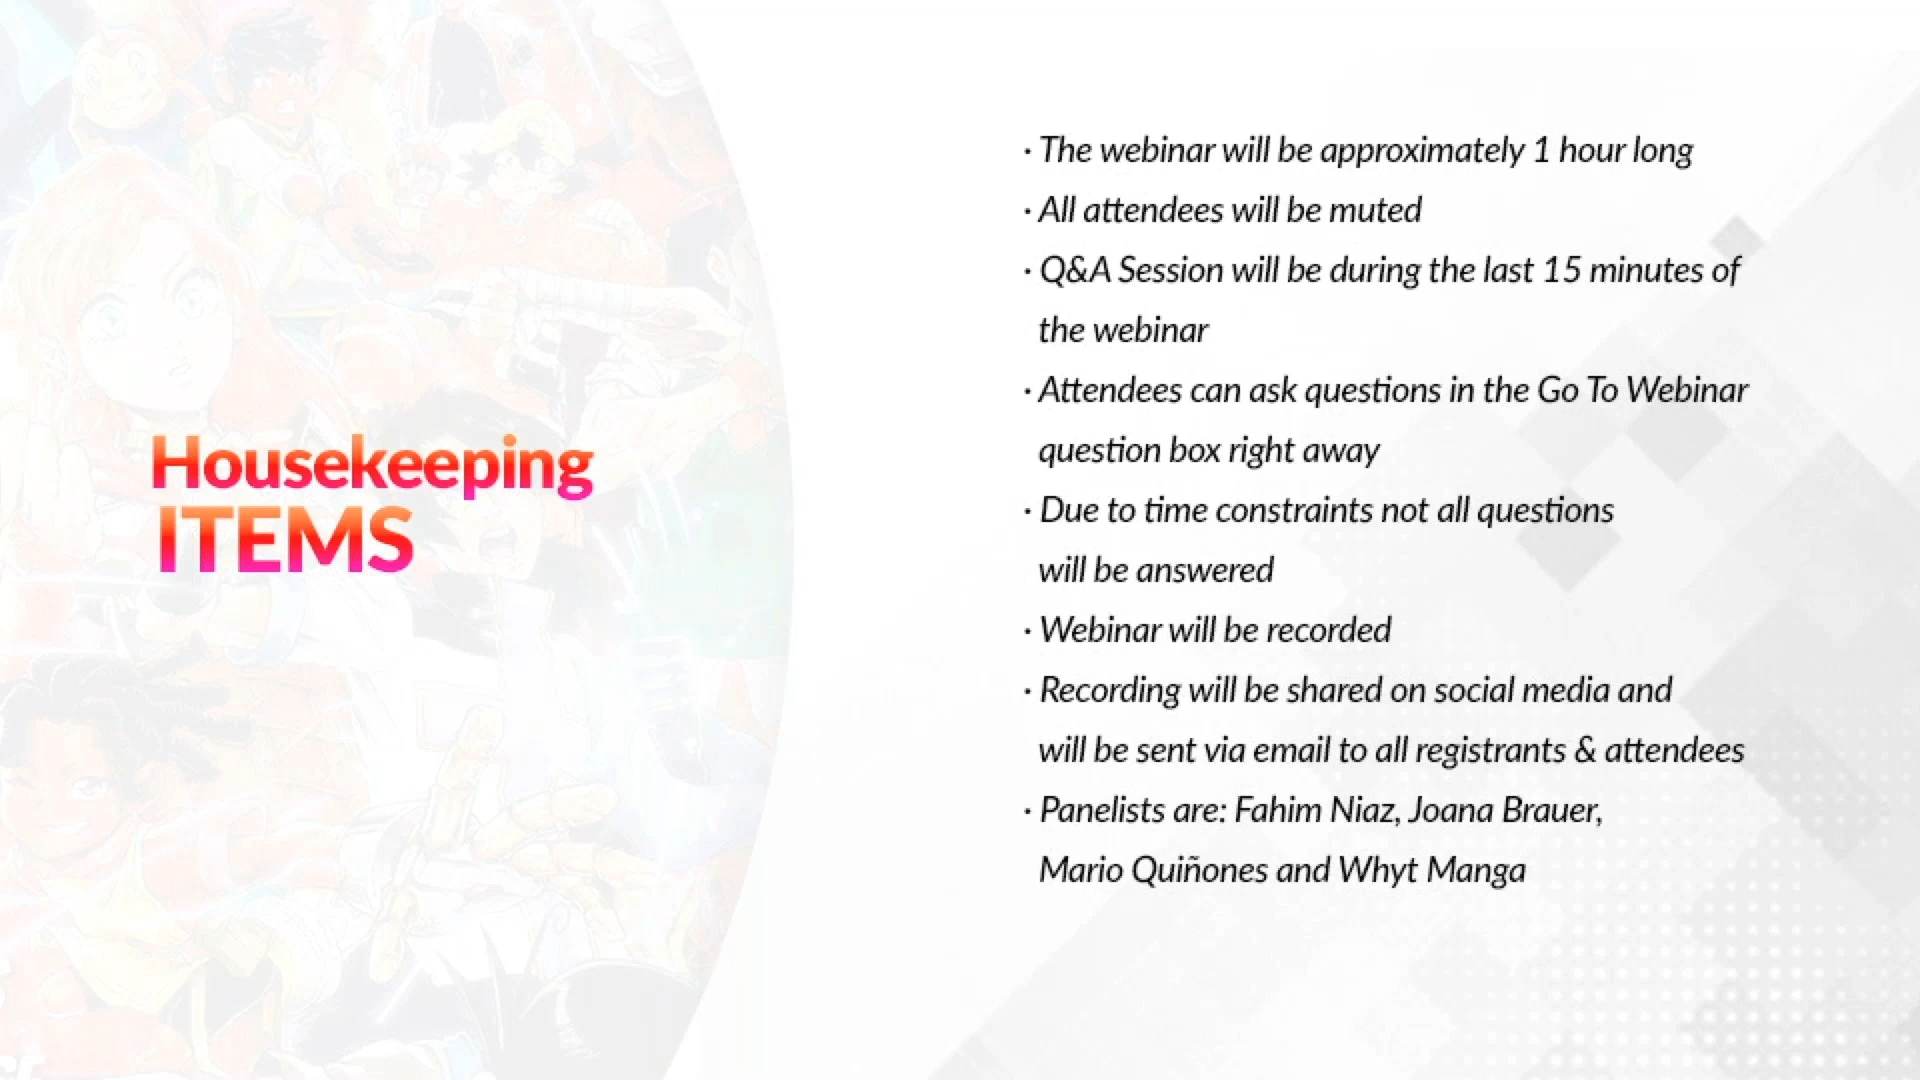 Housekeeping
ITEMS
· The webinar will be approximately 1 hour long
· All attendees will be muted
· Q&A Session will be during the last 15 minutes of
the webinar
· Attendees can ask questions in the Go To Webinar
question box right away
· Due to time constraints not all questions
will be answered
· Webinar will be recorded
· Recording will be shared on social media and
will be sent via email to all registrants & attendees
· Panelists are: Fahim Niaz, Joana Brauer,
Mario Quiñones and Whyt Manga